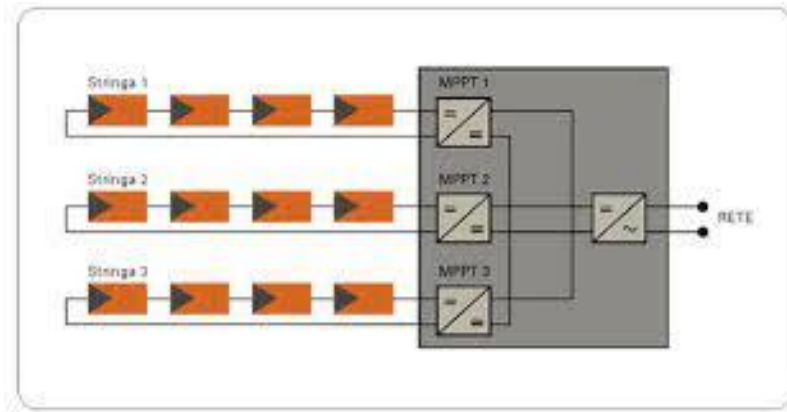 Stringa 1
MPPT 1
Stringa 2
MPPT 2
RETE
Stringa 3
MPPT 3